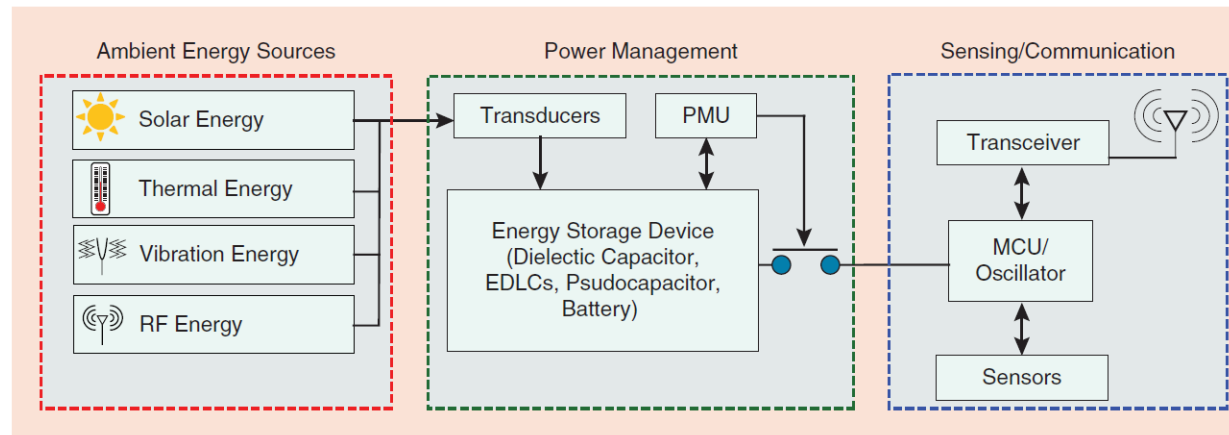 Ambient Energy Sources
Solar Energy
Thermal Energy
Vibration Energy
RF Energy
Power Management
Transducers
PMU
Energy Storage Device
(Dielectic Capacitor,
EDLCs, Psudocapacitor,
Battery)
Sensing/Communication
Transceiver
MCU/
Oscillator
Sensors